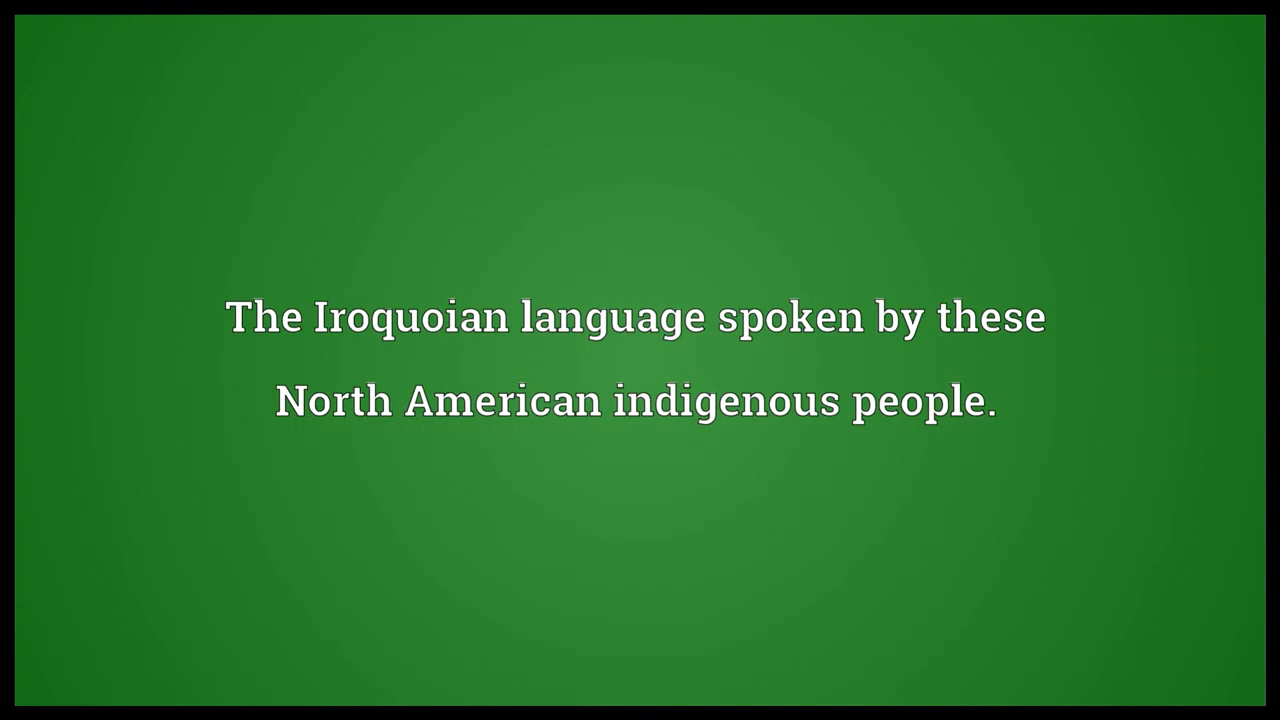 The Iroquoian language spoken by these
North American indigenous people.